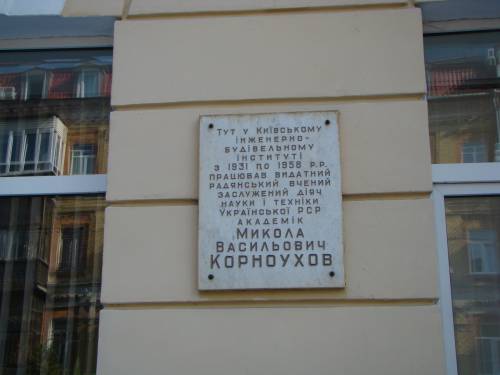 Тут у Київському
інженерно-
будівельному
інституті
з 1931 по 1958 р.р.
працював видатний
радянський вчений
заслужений діяч
науки і техніки
Української РСР
академік
Микола
Васильович
Корноухов